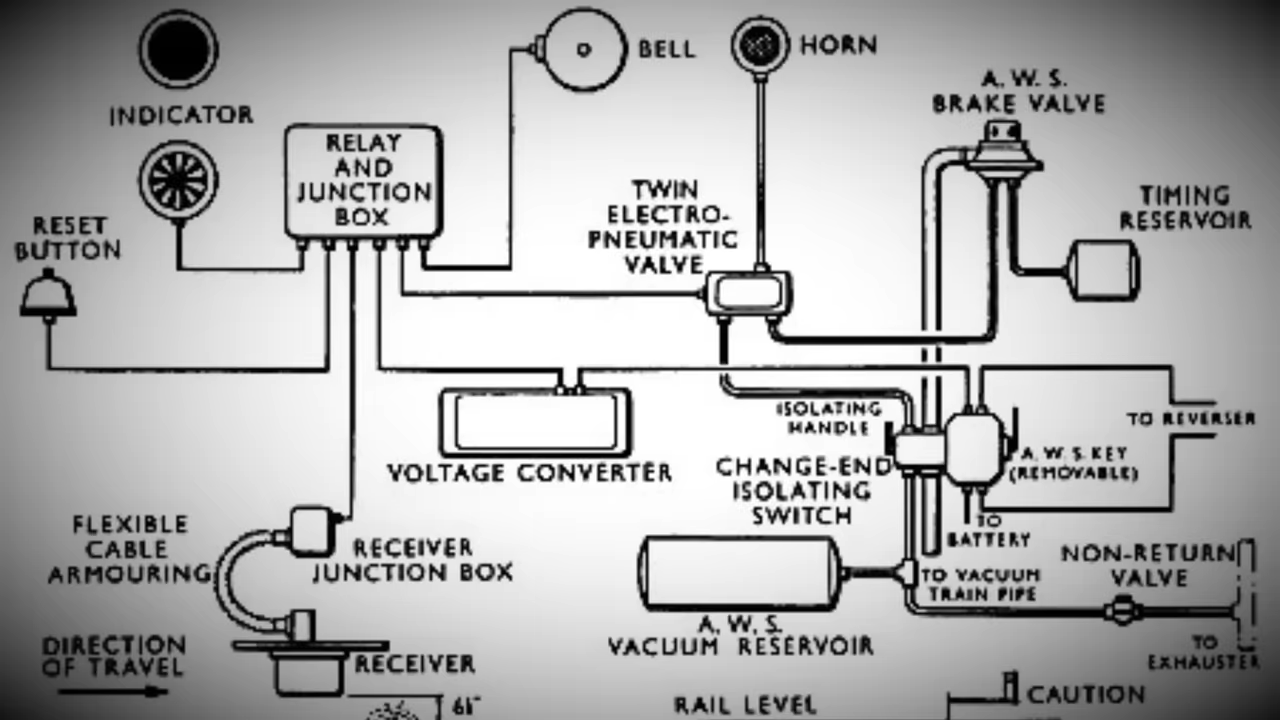 INDICATOR
RESET
BUTTON
RELAY
AND
JUNCTION
BOX
BELL
HORN
TWIN
ELECTRO-
PNEUMATIC
VALVE
A. W. S.
BRAKE VALVE
TIMING
RESERVOIR
VOLTAGE CONVERTER
ISOLATING
HANDLE
CHANGE-END
ISOLATING
SWITCH
TO REVERSER
A. W. S. KEY
(REMOVABLE)
TO
BATTERY
FLEXIBLE
CABLE
ARMOURING
RECEIVER
JUNCTION BOX
DIRECTION
OF TRAVEL
RECEIVER
A. W. S.
VACUUM RESERVOIR
TO VACUUM
TRAIN PIPE
NON-RETURN
VALVE
TO
EXHAUSTER
RAIL LEVEL
CAUTION